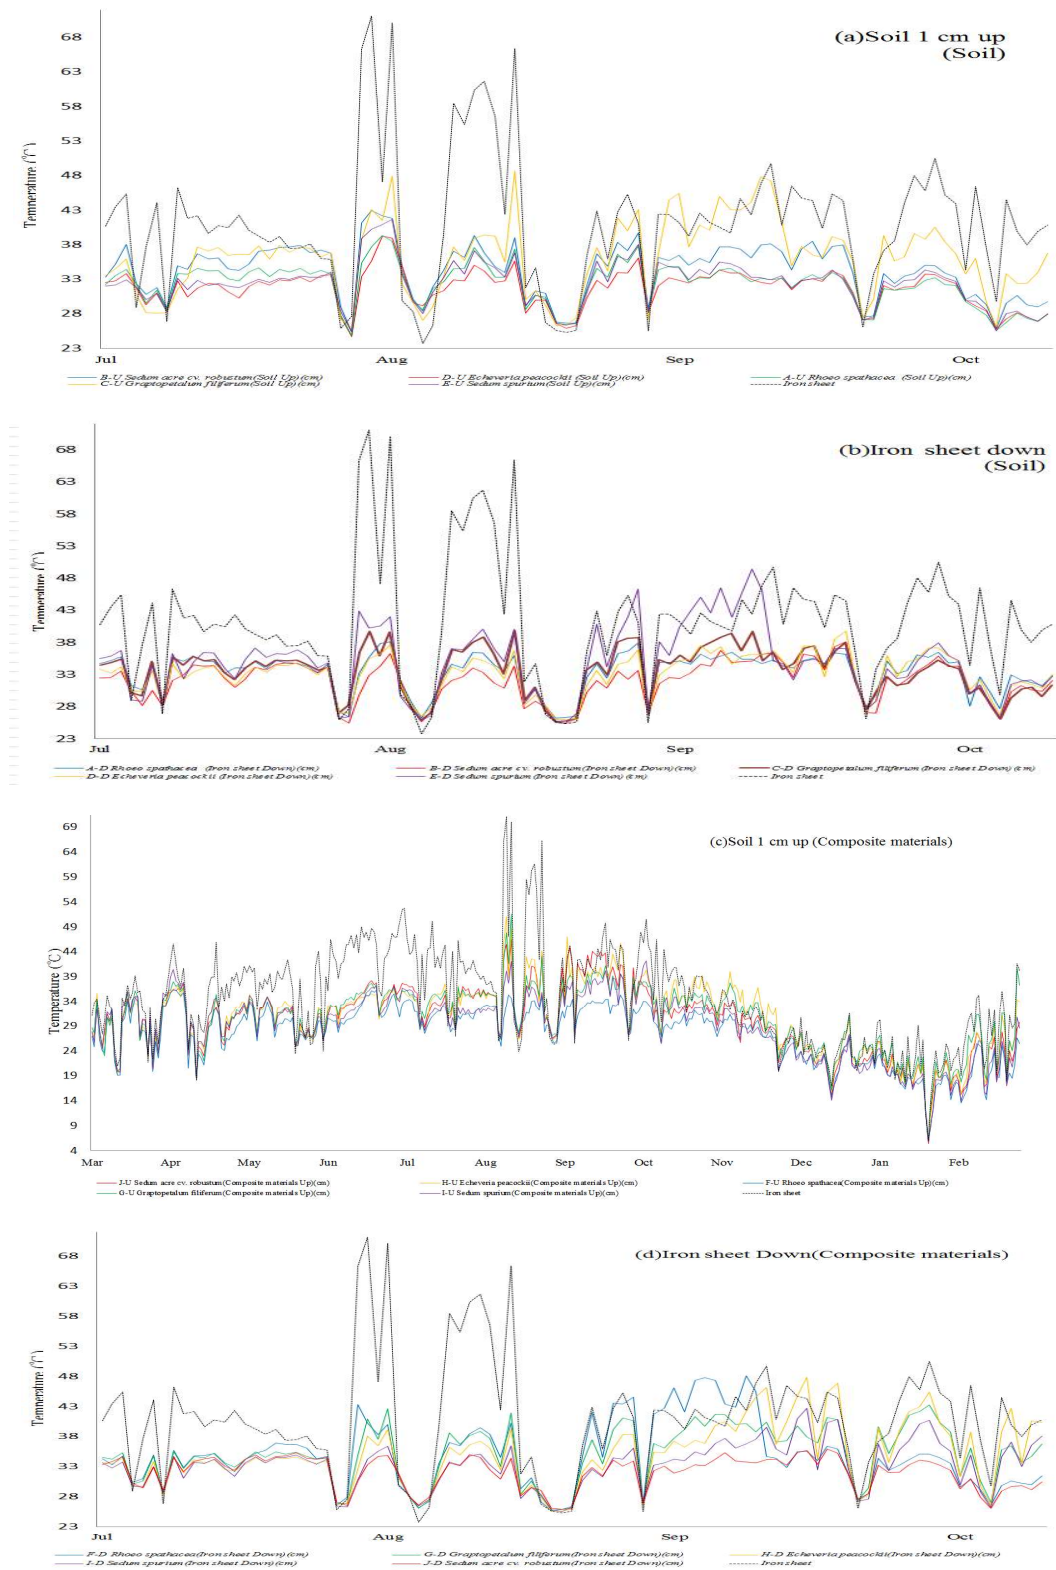 (a)Soil 1 cm up
(Soil)
68
63
58
53
48
43
38
33
28
23
Temperature (℃)
Jul Aug Sep Oct
B-U Sedum acre cv. robustum(Soil Up)(cm) D-U Echeveria peacockii (Soil Up)(cm) A-U Rhoeo spathacea (Soil Up)(cm)
C-U Graptopetalum filiferum(Soil Up)(cm) E-U Sedum spurium(Soil Up)(cm) Iron sheet
(b)Iron sheet down
(Soil)
68
63
58
53
48
43
38
33
28
23
Temperature (℃)
Jul Aug Sep Oct
A-D Rhoeo spathacea (Iron sheet Down)(cm) B-D Sedum acre cv. robustum(Iron sheet Down)(cm) C-D Graptopetalum filiferum(Iron sheet Down)(cm)
D-D Echeveria peacockii (Iron sheet Down)(cm) E-D Sedum spurium(Iron sheet Down)(cm) Iron sheet
(c)Soil 1 cm up (Composite materials)
69
64
59
54
49
44
39
34
29
24
19
14
9
4
Temperature (℃)
Mar Apr May Jun Jul Aug Sep Oct Nov Dec Jan Feb
J-U Sedum acre cv. robustum(Composite materials Up)(cm) H-U Echeveria peacockii(Composite materials Up)(cm) F-U Rhoeo spathacea(Composite materials Up)(cm)
G-U Graptopetalum filiferum(Composite materials Up)(cm) I-U Sedum spurium(Composite materials Up)(cm) Iron sheet
(d)Iron sheet Down(Composite materials)
68
63
58
53
48
43
38
33
28
23
Temperature (℃)
Jul Aug Sep Oct
F-D Rhoeo spathacea(Iron sheet Down)(cm) G-D Graptopetalum filiferum(Iron sheet Down)(cm) H-D Echeveria peacockii(Iron sheet Down)(cm)
I-D Sedum spurium(Iron sheet Down)(cm) J-D Sedum acre cv. robustum(Iron sheet Down)(cm) Iron sheet